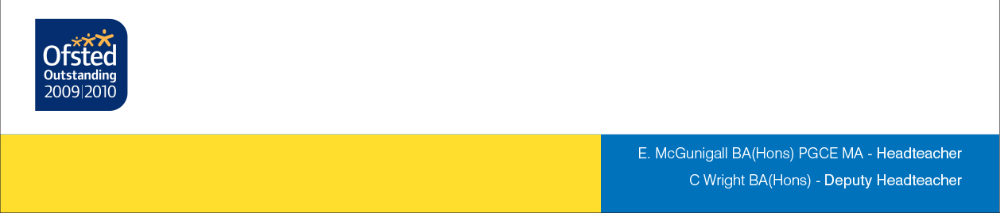 Ofsted
Outstanding
2009|2010
E. McGunigall BA(Hons) PGCE MA - Headteacher
C Wright BA(Hons) - Deputy Headteacher